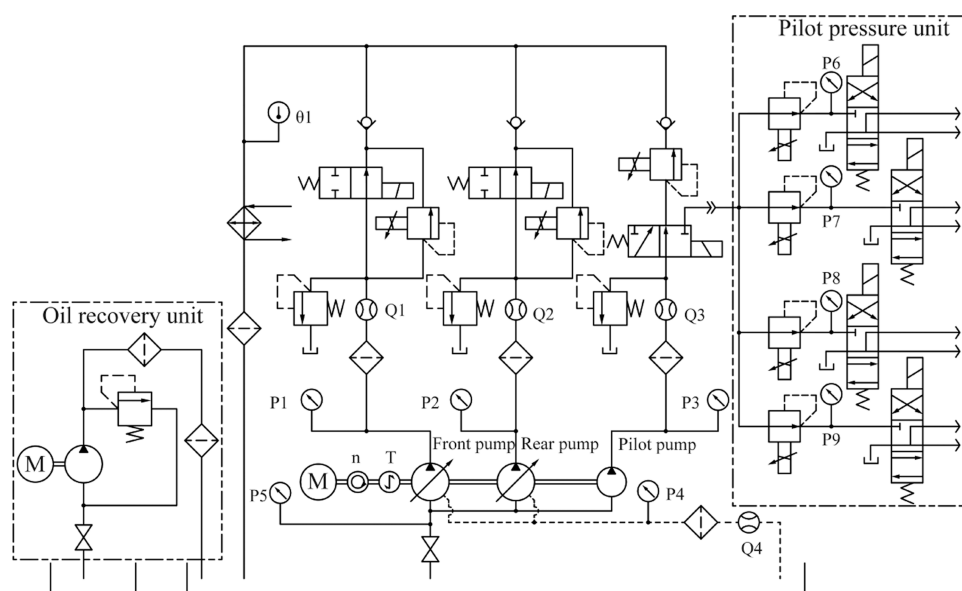 Pilot pressure unit
P6
θ1
P7
Oil recovery unit
Q1
Q2
Q3
P8
P1
P2
P3
Front pump
Rear pump
Pilot pump
P9
M
M
n
T
P5
P4
Q4